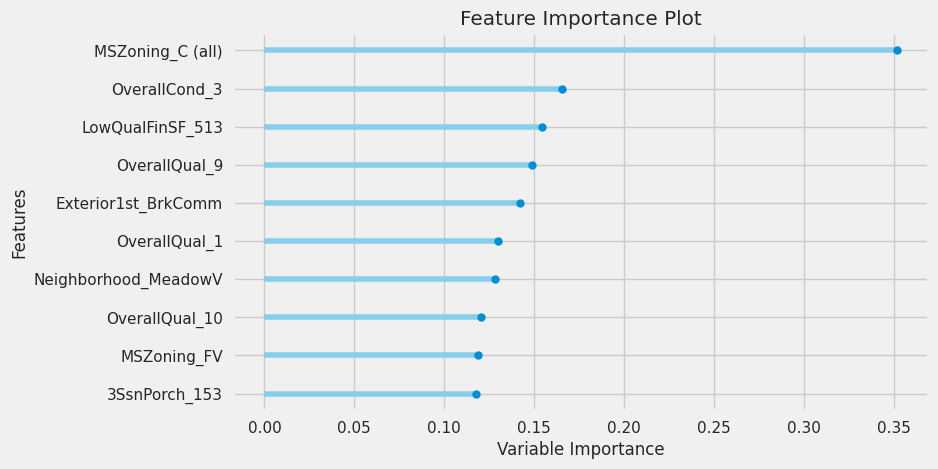 Feature Importance Plot
MSZoning_C (all)
OverallCond_3
LowQualFinSF_513
OverallQual_9
Exterior1st_BrkComm
OverallQual_1
Neighborhood_MeadowV
OverallQual_10
MSZoning_FV
3SsnPorch_153
Features
0.00 0.05 0.10 0.15 0.20 0.25 0.30 0.35
Variable Importance